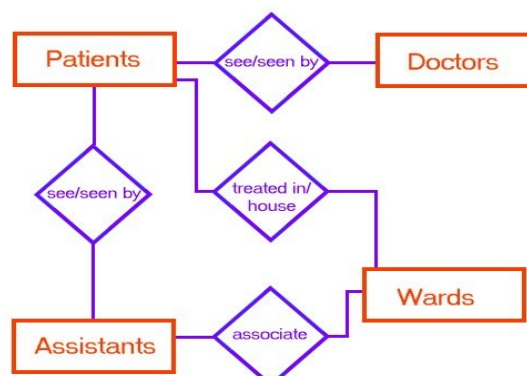 Patients
see/seen by
Doctors
see/seen by
treated in/
house
Wards
Assistants
associate